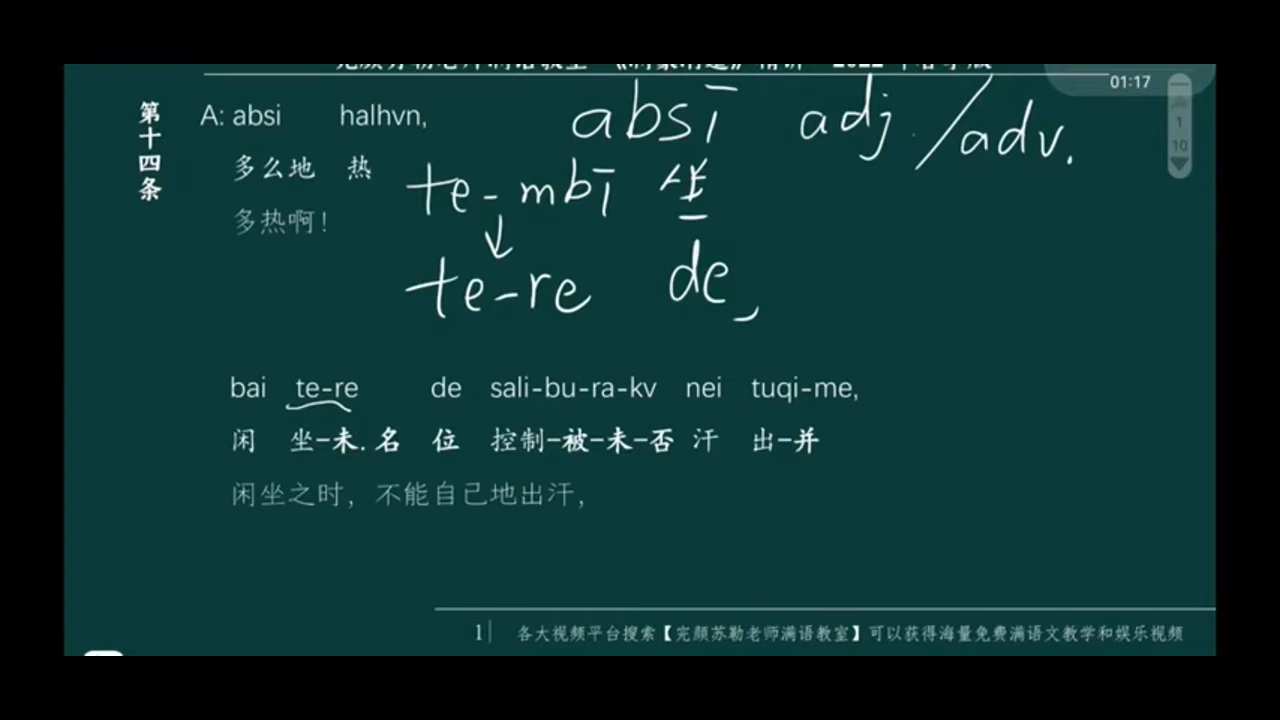 01:17
第十四条
A: absi halhvn,
absi adj / adv.
多么地 热
te-mbi 坐
多热啊！
te-re de
bai te-re de sali-bu-ra-kv nei tuqi-me,
闲 坐-未.名 位 控制-被-未-否 汗 出-并
闲坐之时，不能自己地出汗，
1
10
1| 各大视频平台搜索【完颜苏勒老师满语教室】可以获得海量免费满语文教学和娱乐视频